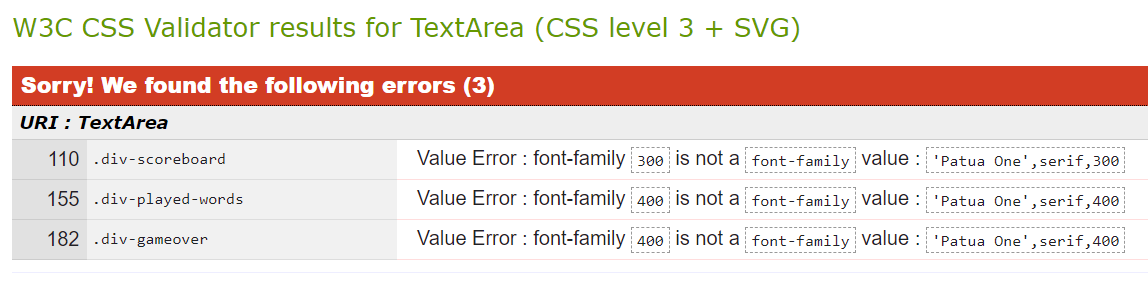 W3C CSS Validator results for TextArea (CSS level 3 + SVG)
Sorry! We found the following errors (3)
URI : TextArea
110 .div-scoreboard Value Error : font-family 300 is not a font-family value : 'Patua One',serif,300
155 .div-played-words Value Error : font-family 400 is not a font-family value : 'Patua One',serif,400
182 .div-gameover Value Error : font-family 400 is not a font-family value : 'Patua One',serif,400